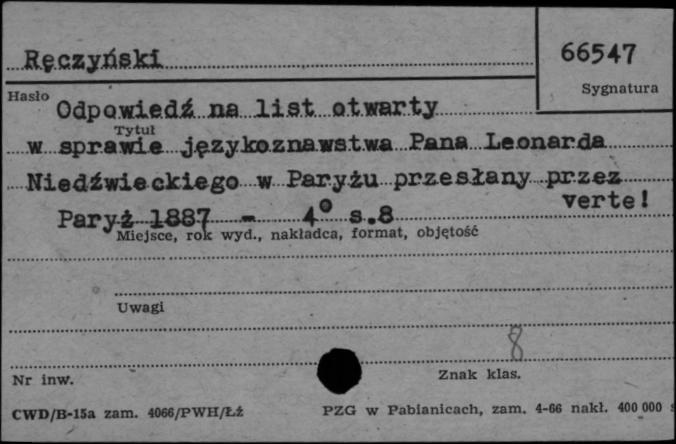 Ręczyński
66547
Hasło
Sygnatura
Odpowiedź na list otwarty
Tytuł
w sprawie językoznawstwa Pana Leonarda
Niedźwieckiego w Paryżu przesłany przez
verte!
Paryż 1887 - 4° s.8
Miejsce, rok wyd., nakładca, format, objętość
Uwagi
8
Nr inw.
Znak klas.
CWD/B-15a zam. 4066/PWH/Łź
PZG w Pabianicach, zam. 4-66 nakł. 400 000 s